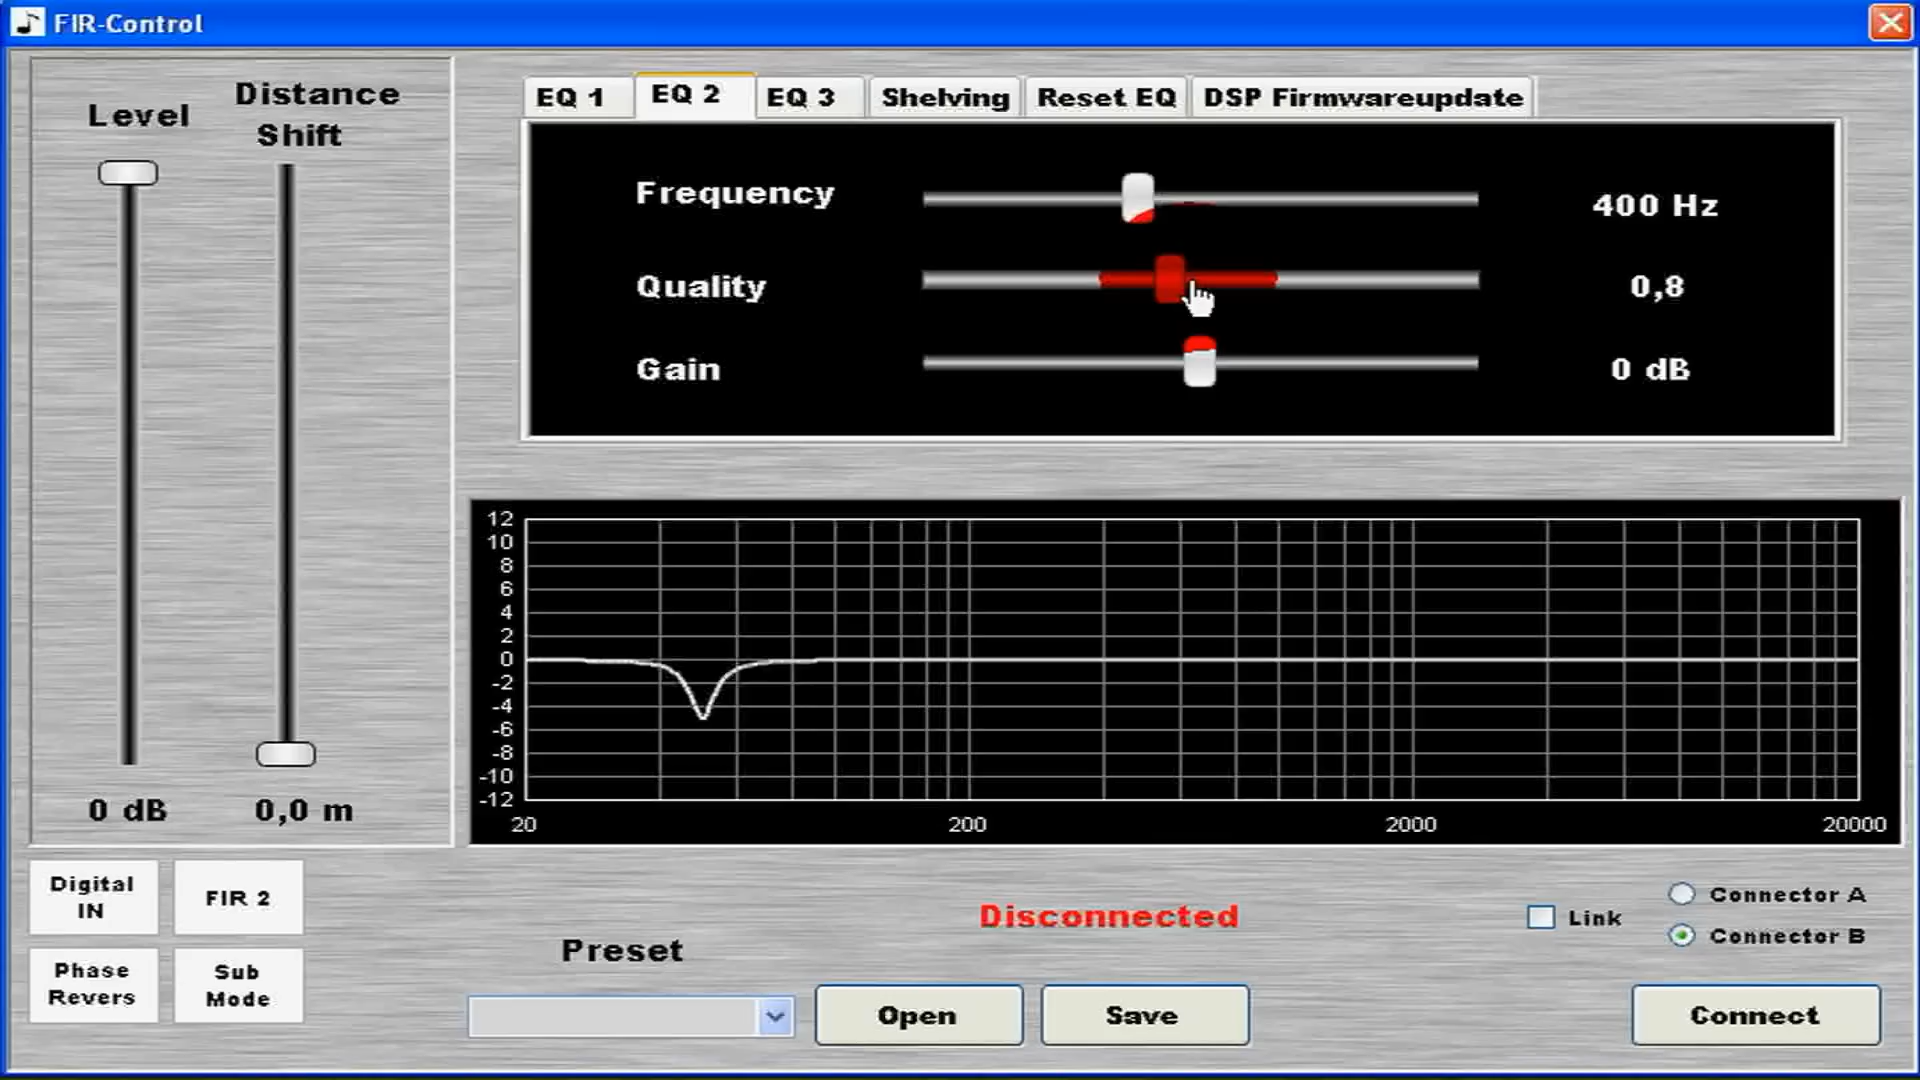 FIR-Control
Level
Distance
Shift
0 dB
0,0 m
EQ 1
EQ 2
EQ 3
Shelving
Reset EQ
DSP Firmwareupdate
Frequency
400 Hz
Quality
0,8
Gain
0 dB
12
10
8
6
4
2
0
-2
-4
-6
-8
-10
-12
20
200
2000
20000
Digital
IN
FIR 2
Phase
Revers
Sub
Mode
Preset
Disconnected
Open
Save
Link
Connector A
Connector B
Connect